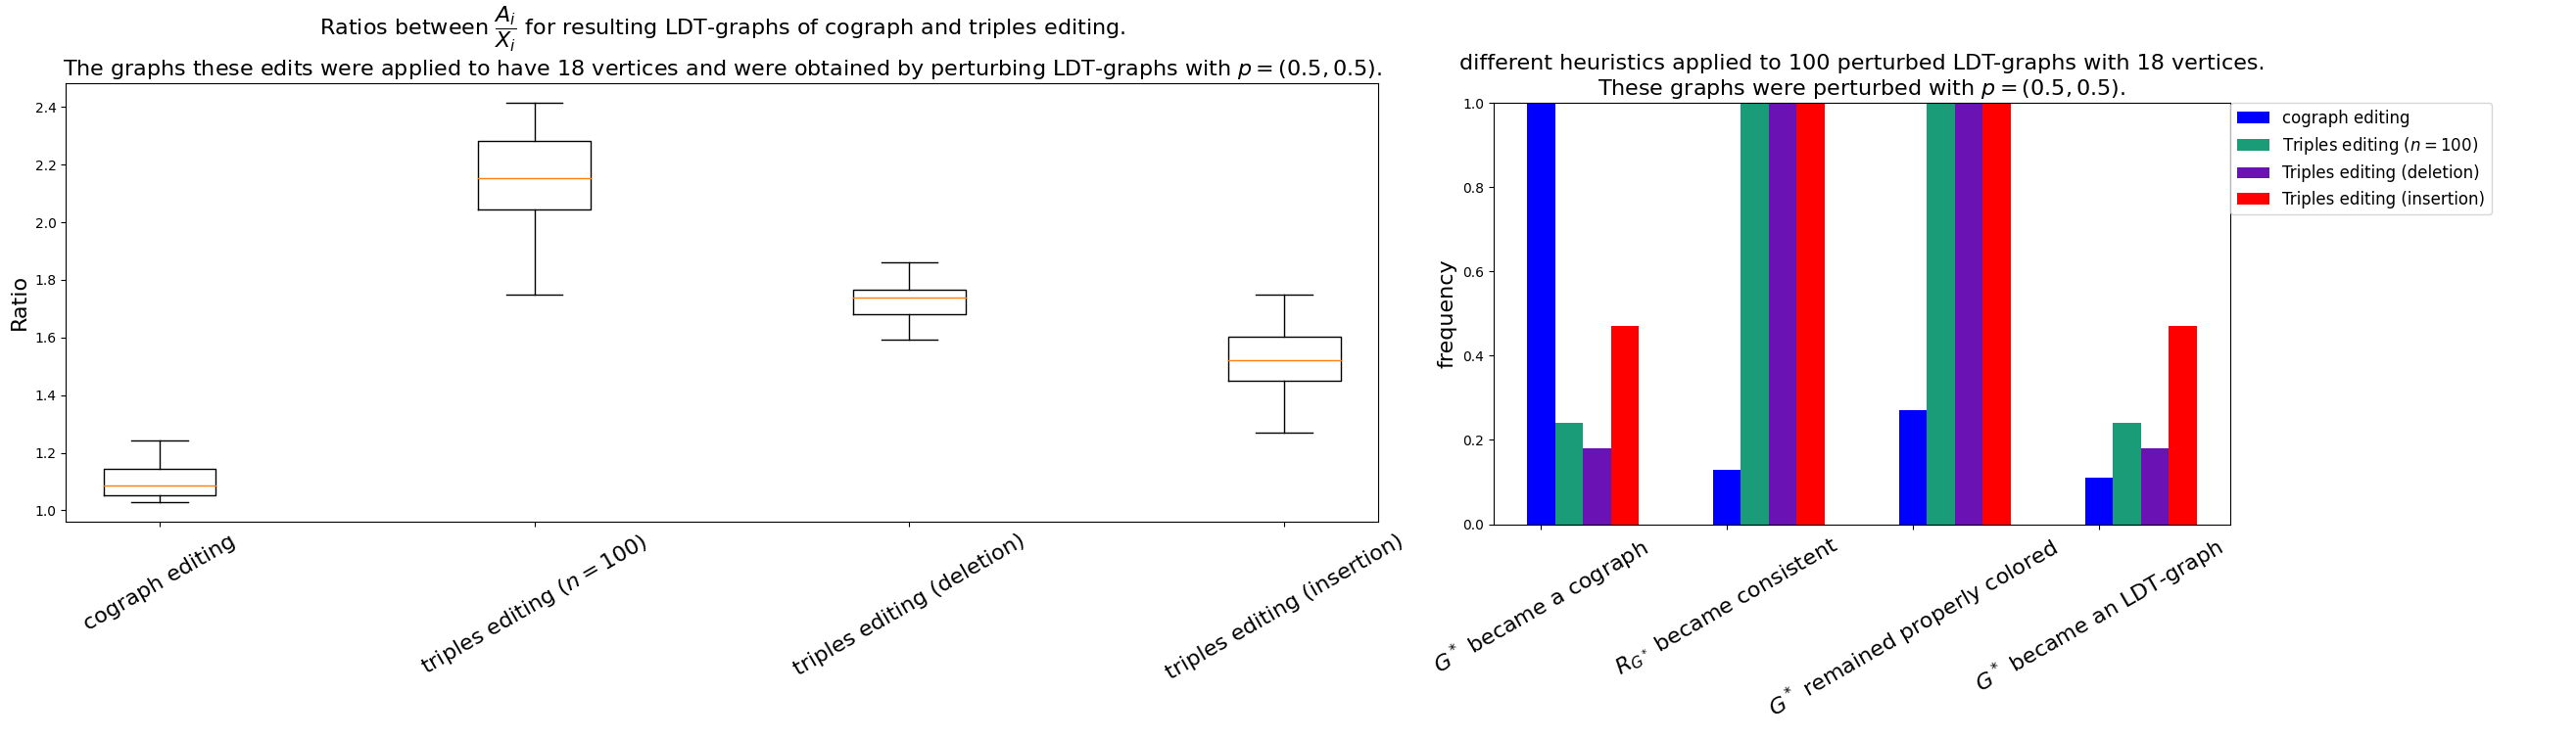 Ratios between A_i/X_i for resulting LDT-graphs of cograph and triples editing.
The graphs these edits were applied to have 18 vertices and were obtained by perturbing LDT-graphs with p = (0.5, 0.5).
Ratio
2.4
2.2
2.0
1.8
1.6
1.4
1.2
1.0
cograph editing
triples editing (n = 100)
triples editing (deletion)
triples editing (insertion)
different heuristics applied to 100 perturbed LDT-graphs with 18 vertices.
These graphs were perturbed with p = (0.5, 0.5).
frequency
1.0
0.8
0.6
0.4
0.2
0.0
G* became a cograph
R_G* became consistent
G* remained properly colored
G* became an LDT-graph
cograph editing
Triples editing (n = 100)
Triples editing (deletion)
Triples editing (insertion)